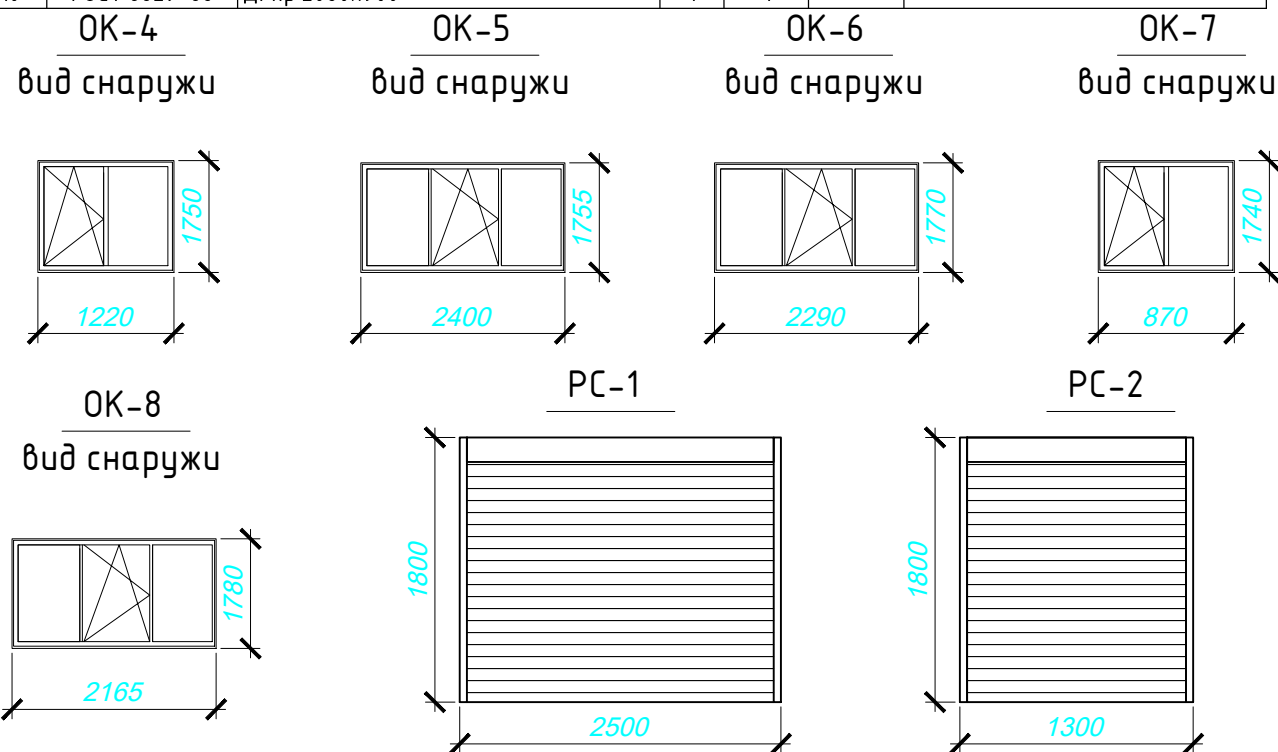 ОК-4
вид снаружи
ОК-5
вид снаружи
ОК-6
вид снаружи
ОК-7
вид снаружи
1750
1220
1755
2400
1770
2290
1740
870
ОК-8
вид снаружи
1780
2165
РС-1
1800
2500
РС-2
1800
1300